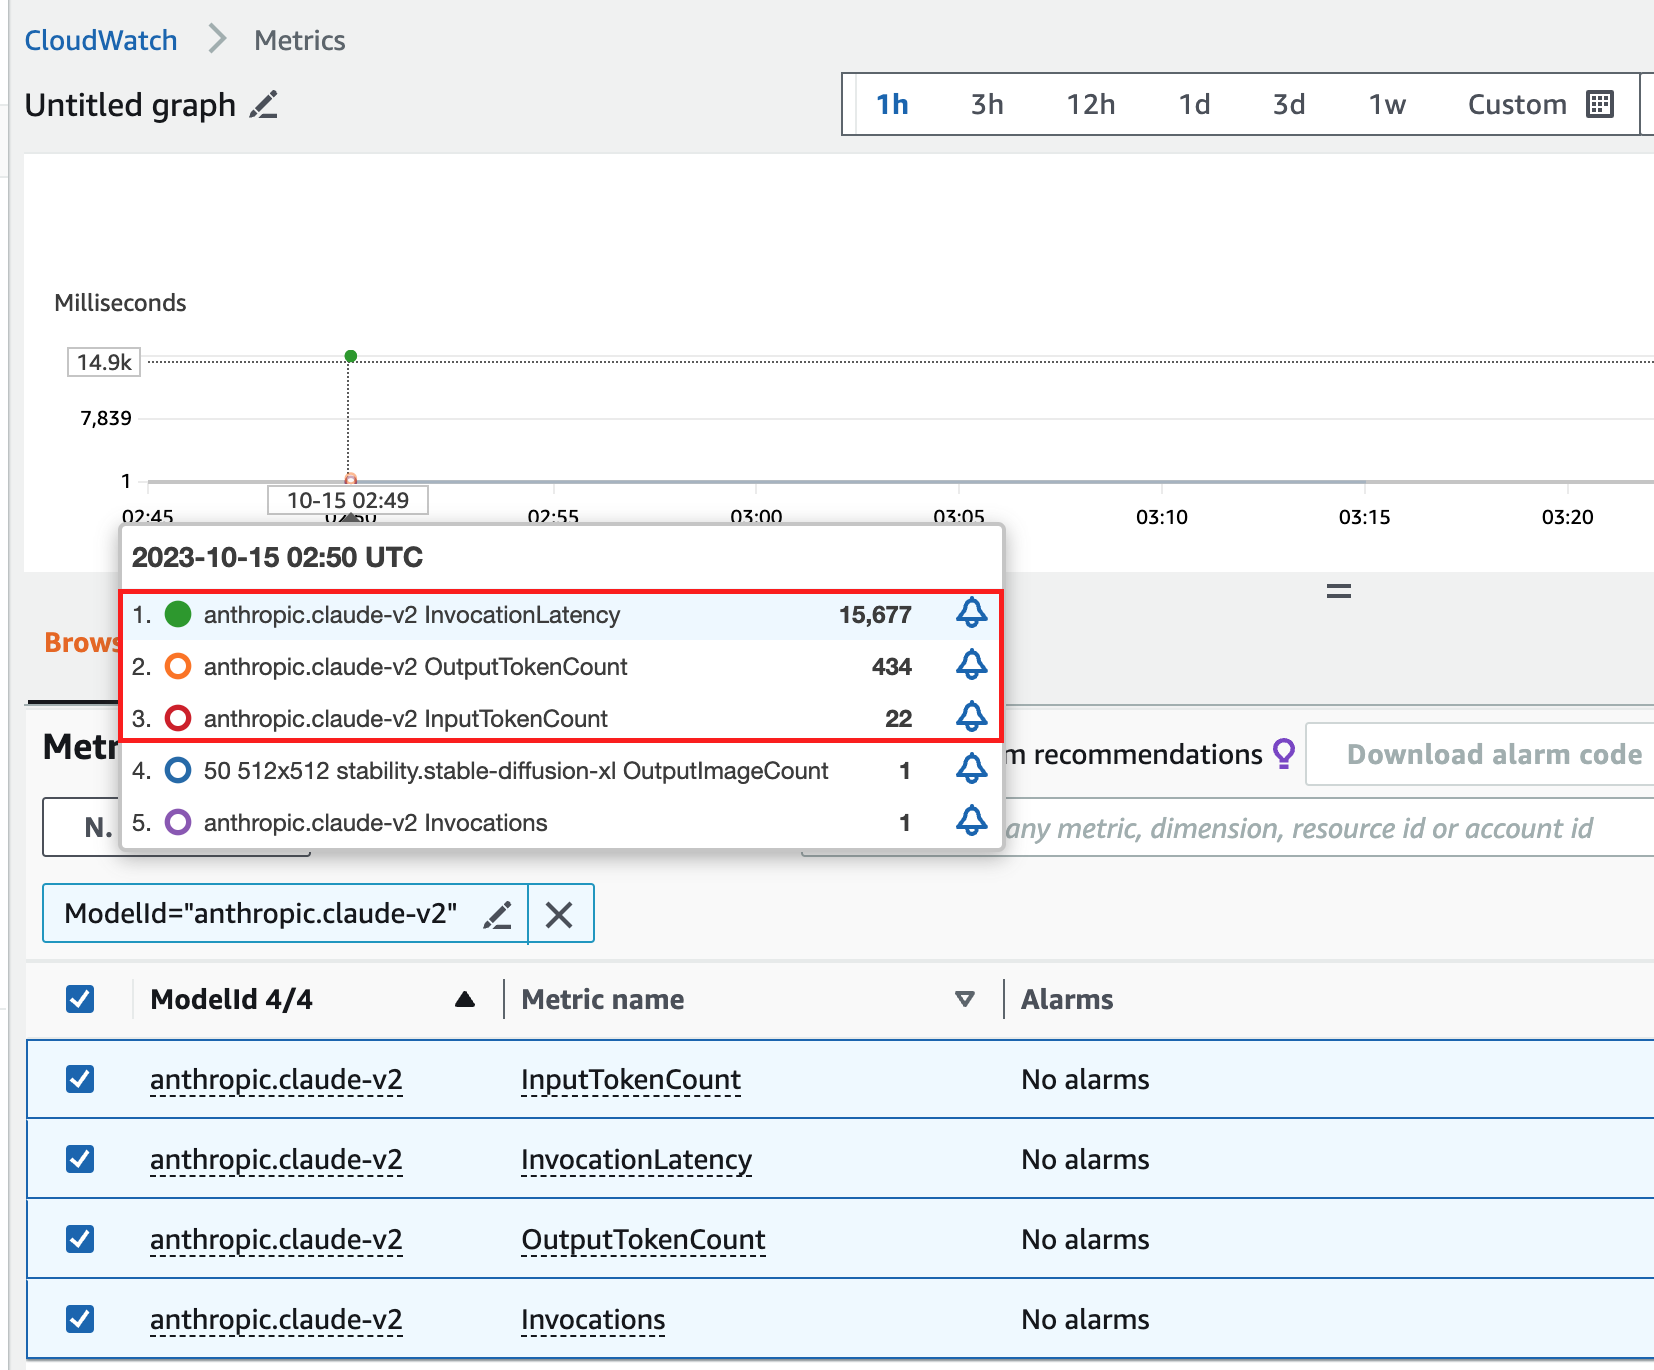 CloudWatch > Metrics
Untitled graph
1h 3h 12h 1d 3d 1w Custom
Milliseconds
14.9k
7,839
1
10-15 02:49
02:45 02:50 02:55 03:00 03:05 03:10 03:15 03:20
2023-10-15 02:50 UTC
1. anthropic.claude-v2 InvocationLatency 15,677
2. anthropic.claude-v2 OutputTokenCount 434
3. anthropic.claude-v2 InputTokenCount 22
4. 50 512x512 stability.stable-diffusion-xl OutputImageCount 1
5. anthropic.claude-v2 Invocations 1
Brows
Metr
m recommendations
Download alarm code
N.
any metric, dimension, resource id or account id
ModelId="anthropic.claude-v2"
ModelId 4/4 Metric name Alarms
anthropic.claude-v2 InputTokenCount No alarms
anthropic.claude-v2 InvocationLatency No alarms
anthropic.claude-v2 OutputTokenCount No alarms
anthropic.claude-v2 Invocations No alarms